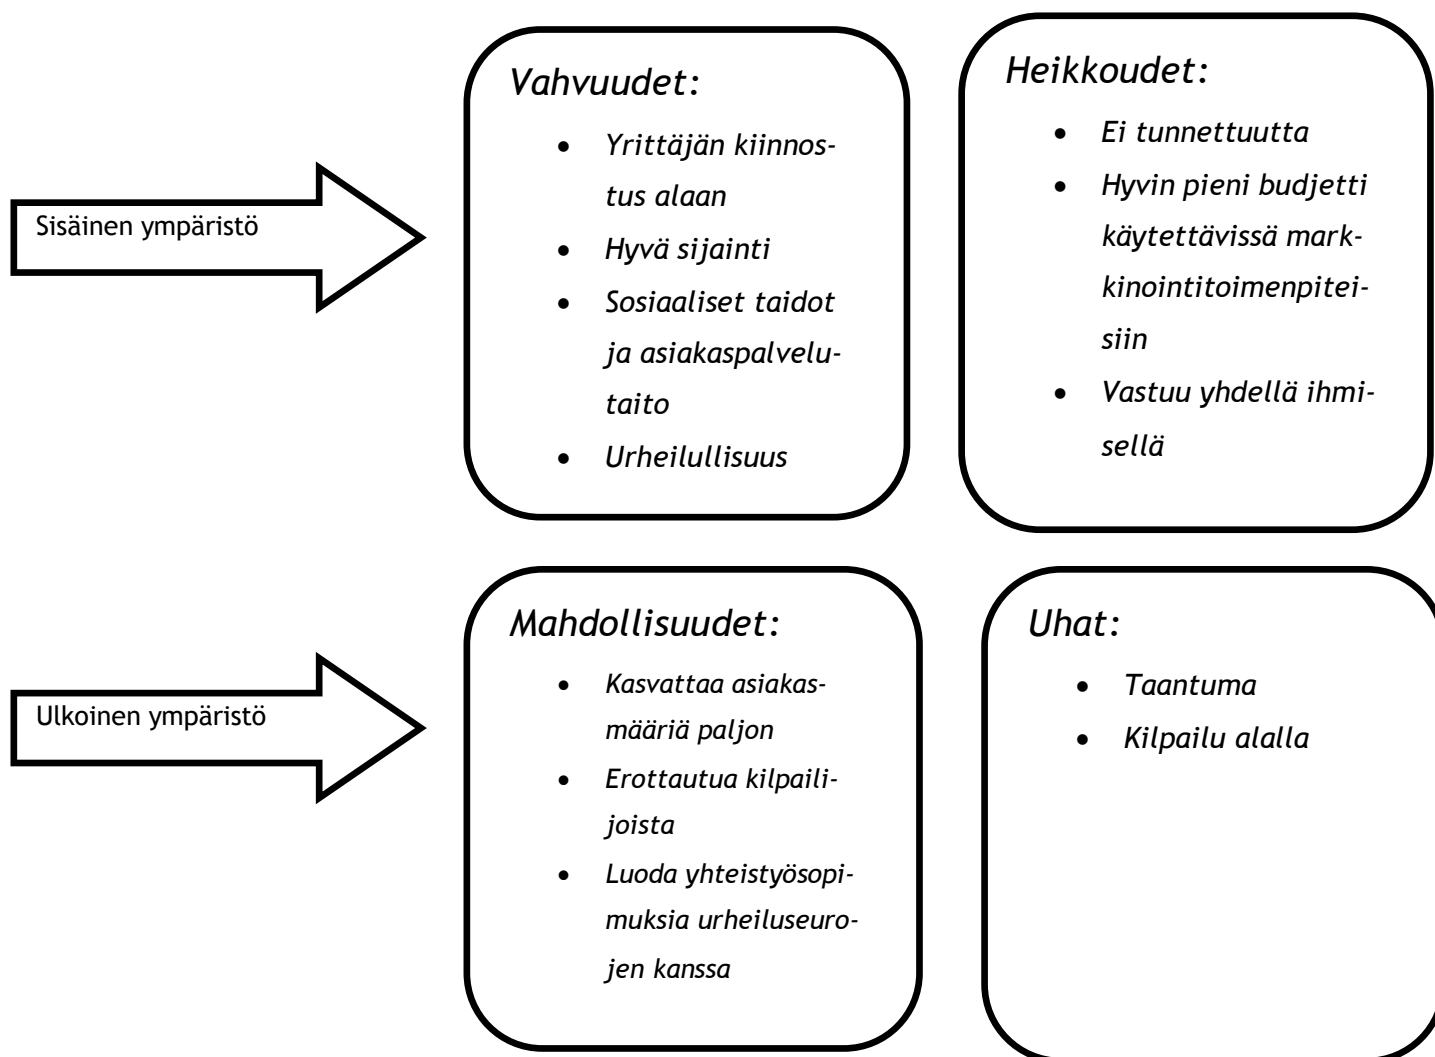 Sisäinen ympäristö
Vahvuudet:
• Yrittäjän kiinnos-
tus alaan
• Hyvä sijainti
• Sosiaaliset taidot
ja asiakaspalvelu-
taito
• Urheilullisuus
Heikkoudet:
• Ei tunnettuutta
• Hyvin pieni budjetti
käytettävissä mark-
kinointitoimenpitei-
siin
• Vastuu yhdellä ihmi-
sellä
Ulkoinen ympäristö
Mahdollisuudet:
• Kasvattaa asiakas-
määriä paljon
• Erottautua kilpaili-
joista
• Luoda yhteistyösopi-
muksia urheiluseuro-
jen kanssa
Uhat:
• Taantuma
• Kilpailu alalla